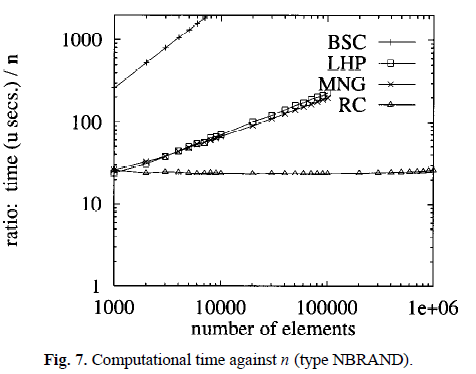 1000
100
10
1
ratio: time (u secs.) / n
BSC
LHP
MNG
RC
1000 10000 100000 1e+06
number of elements
Fig. 7. Computational time against n (type NBRAND).